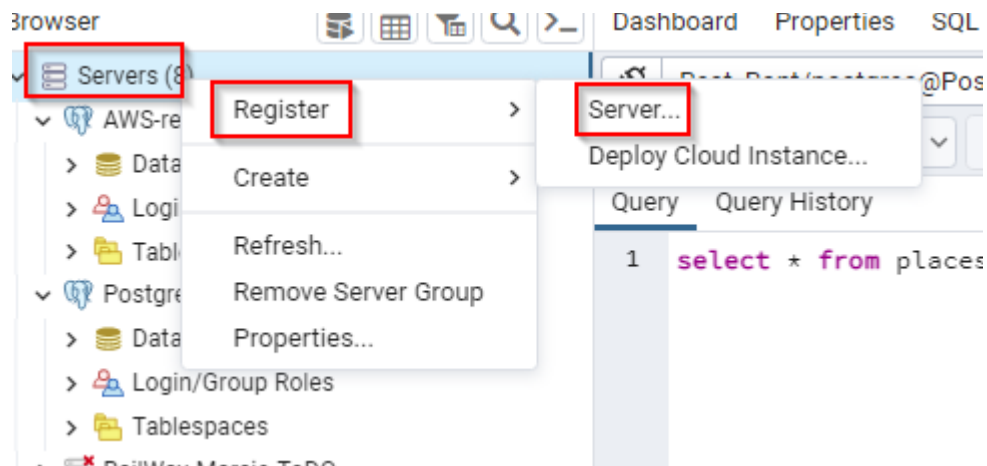 Browser
Dashboard Properties SQL
Servers (8)
AWS-re
Register
Server...
Data
Deploy Cloud Instance...
Create
Logi
Query Query History
Tabl
Refresh...
1 select * from places
Postgre
Remove Server Group
Data
Properties...
Login/Group Roles
Tablespaces